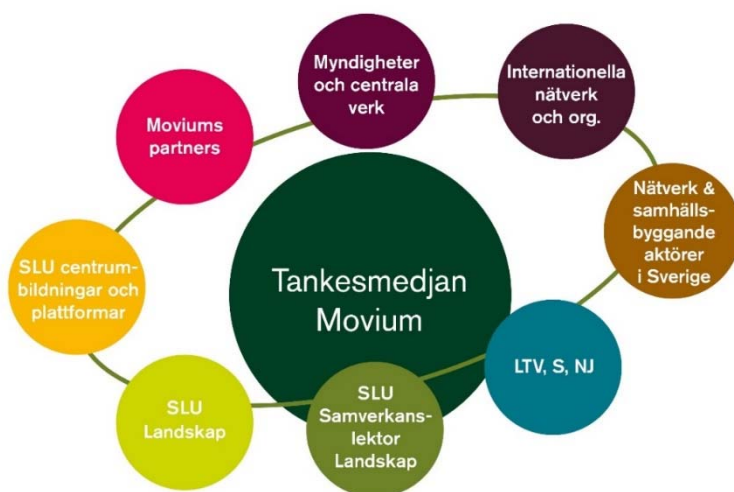 Myndigheter
och centrala
verk
Internationella
nätverk
och org.
Moviums
partners
Nätverk &
samhälls-
byggande
aktörer
i Sverige
SLU centrum-
bildningar och
plattformar
Tankesmedjan
Movium
LTV, S, NJ
SLU
Landskap
SLU
Samverkans-
lektor
Landskap